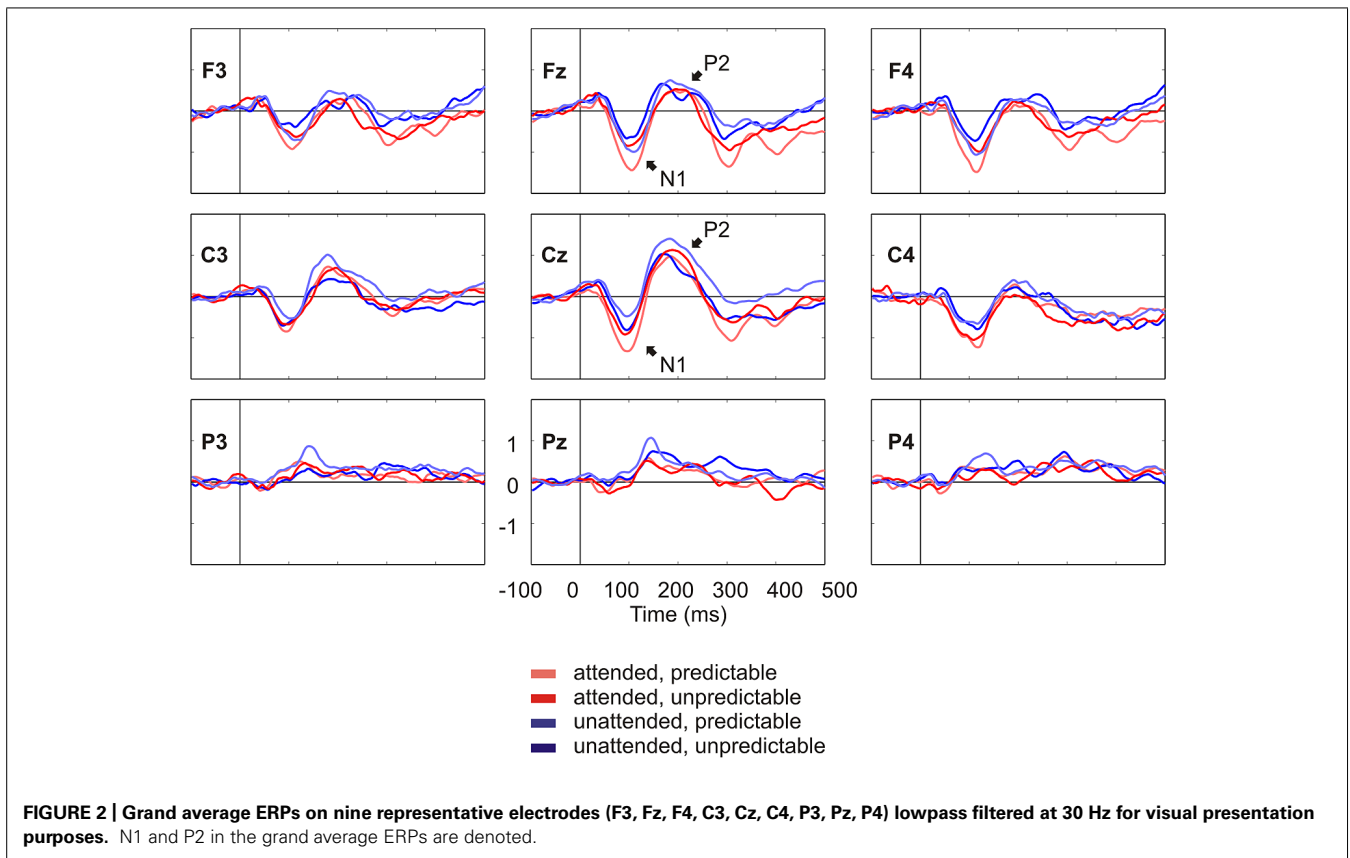 F3
Fz
P2
N1
F4
C3
Cz
P2
N1
C4
P3
1
0
-1
Pz
P4
-100 0 100 200 300 400 500
Time (ms)
attended, predictable
attended, unpredictable
unattended, predictable
unattended, unpredictable
FIGURE 2 | Grand average ERPs on nine representative electrodes (F3, Fz, F4, C3, Cz, C4, P3, Pz, P4) lowpass filtered at 30 Hz for visual presentation
purposes. N1 and P2 in the grand average ERPs are denoted.